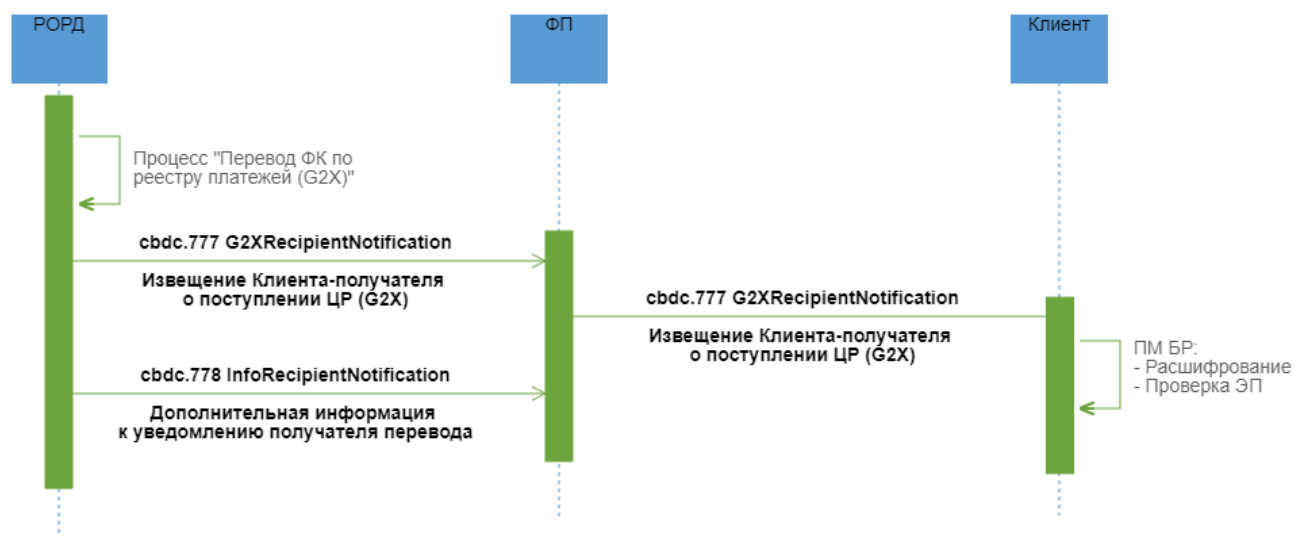 РОРД
ФП
Клиент
Процесс "Перевод ФК по
реестру платежей (G2X)"
cbdc.777 G2XRecipientNotification
Извещение Клиента-получателя
о поступлении ЦР (G2X)
cbdc.777 G2XRecipientNotification
Извещение Клиента-получателя
о поступлении ЦР (G2X)
ПМ БР:
- Расшифрование
- Проверка ЭП
cbdc.778 InfoRecipientNotification
Дополнительная информация
к уведомлению получателя перевода